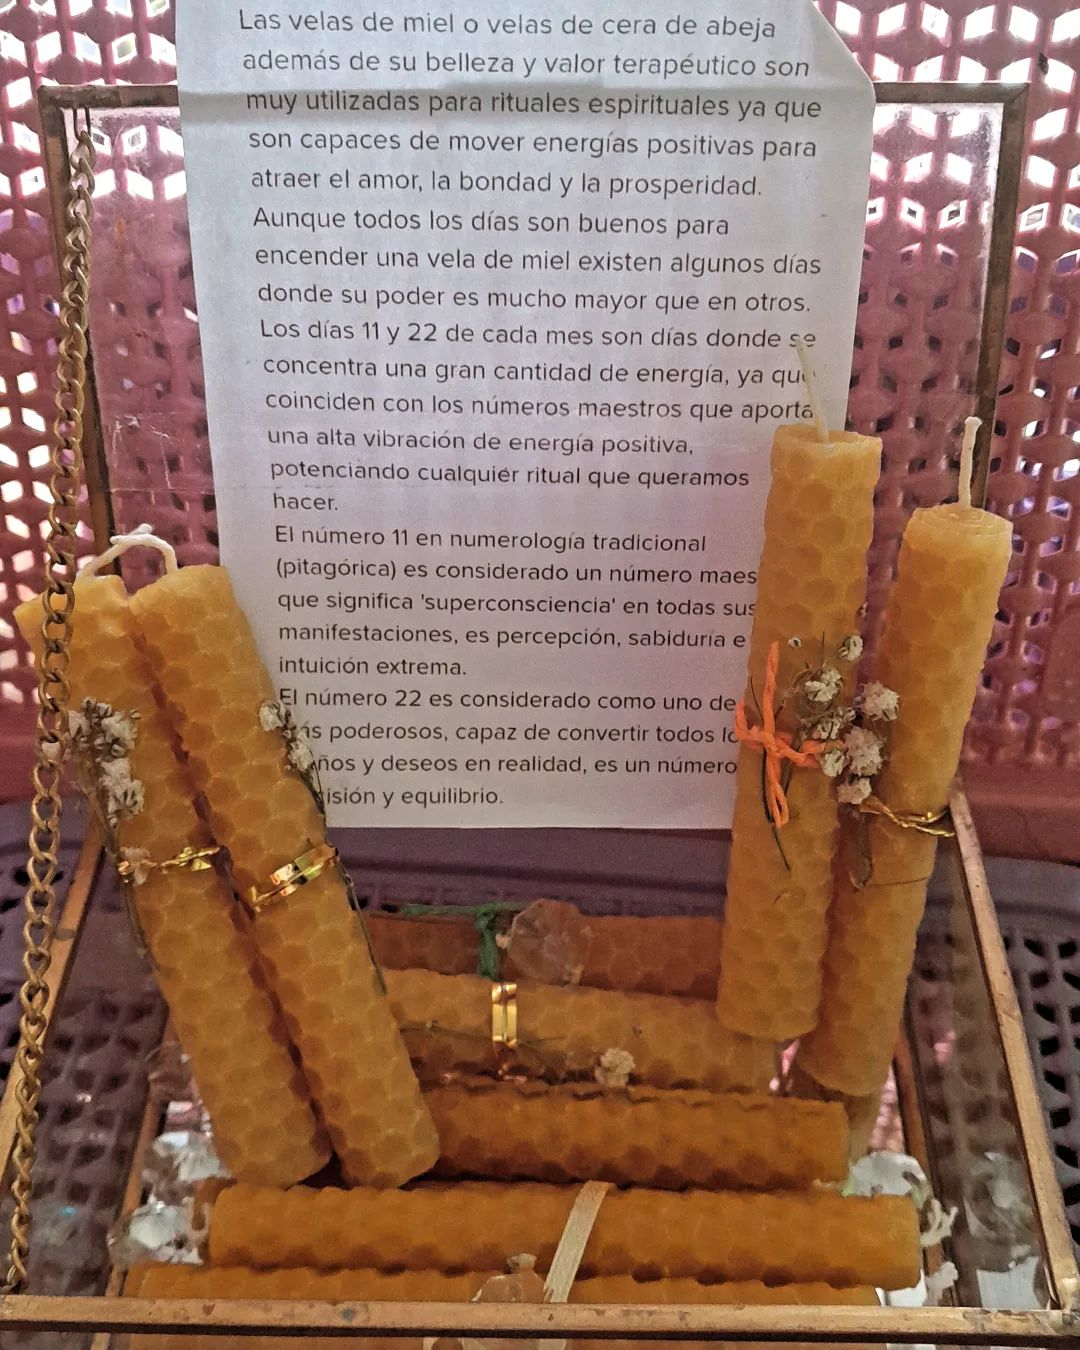 Las velas de miel o velas de cera de abeja
además de su belleza y valor terapéutico son
muy utilizadas para rituales espirituales ya que
son capaces de mover energías positivas para
atraer el amor, la bondad y la prosperidad.
Aunque todos los días son buenos para
encender una vela de miel existen algunos días
donde su poder es mucho mayor que en otros.
Los días 11 y 22 de cada mes son días donde se
concentra una gran cantidad de energía, ya que
coinciden con los números maestros que aporta
una alta vibración de energía positiva,
potenciando cualquier ritual que queramos
hacer.
El número 11 en numerología tradicional
(pitagórica) es considerado un número maes
que significa 'superconsciencia' en todas sus
manifestaciones, es percepción, sabiduría e
intuición extrema.
El número 22 es considerado como uno de
poderosos, capaz de convertir todos
y deseos en realidad, es un número
isión y equilibrio.